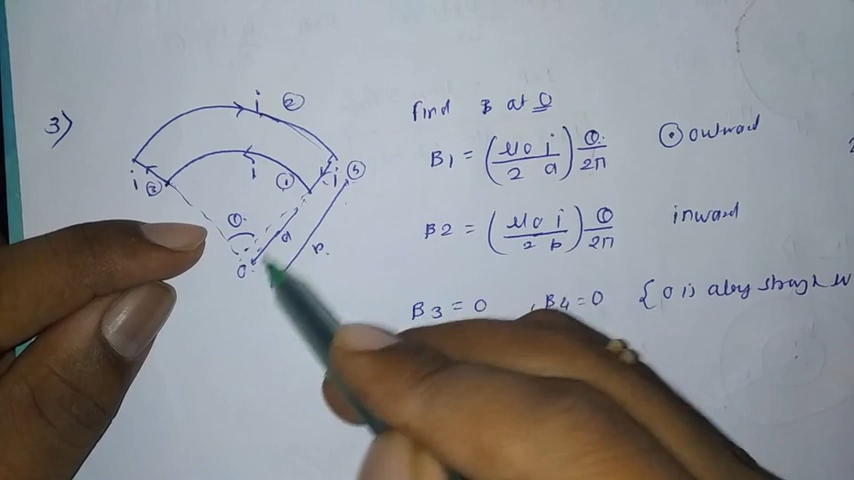 3)
i ②
i ①
i ③
i ④
θ
a
b
O
find B at O
B1 = (μ0 i / 2 a) θ / 2π ⊙ outward
B2 = (μ0 i / 2 b) θ / 2π inward
B3 = 0 , B4 = 0 { O is along straight w